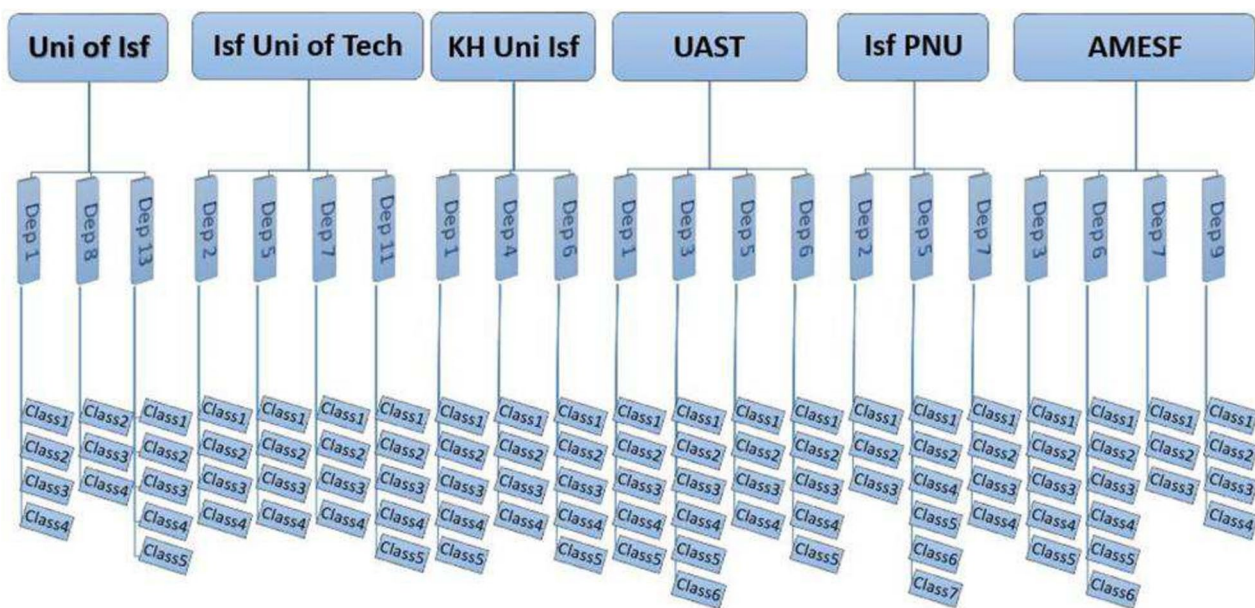 Uni of Isf Isf Uni of Tech KH Uni Isf UAST Isf PNU AMESF
Dep 1 Dep 8 Dep 13 Dep 2 Dep 5 Dep 7 Dep 11 Dep 1 Dep 4 Dep 6 Dep 1 Dep 3 Dep 5 Dep 6 Dep 2 Dep 5 Dep 7 Dep 3 Dep 6 Dep 7 Dep 9
Class1 Class2 Class1 Class1 Class1 Class1 Class1 Class1 Class1 Class1 Class1 Class1 Class1 Class1 Class1 Class1 Class1 Class1 Class1 Class1 Class1
Class2 Class3 Class2 Class2 Class2 Class2 Class2 Class2 Class2 Class2 Class2 Class2 Class2 Class2 Class2 Class2 Class2 Class2 Class2 Class2 Class2
Class3 Class4 Class3 Class3 Class3 Class3 Class3 Class3 Class3 Class3 Class3 Class3 Class3 Class3 Class3 Class4 Class3 Class3 Class3 Class3 Class3
Class4 Class4 Class4 Class4 Class4 Class4 Class4 Class4 Class4 Class4 Class4 Class4 Class4 Class5 Class4 Class4 Class4 Class4
Class5 Class5 Class5 Class5 Class5 Class5 Class5 Class6 Class5 Class5
Class6 Class7 Class6